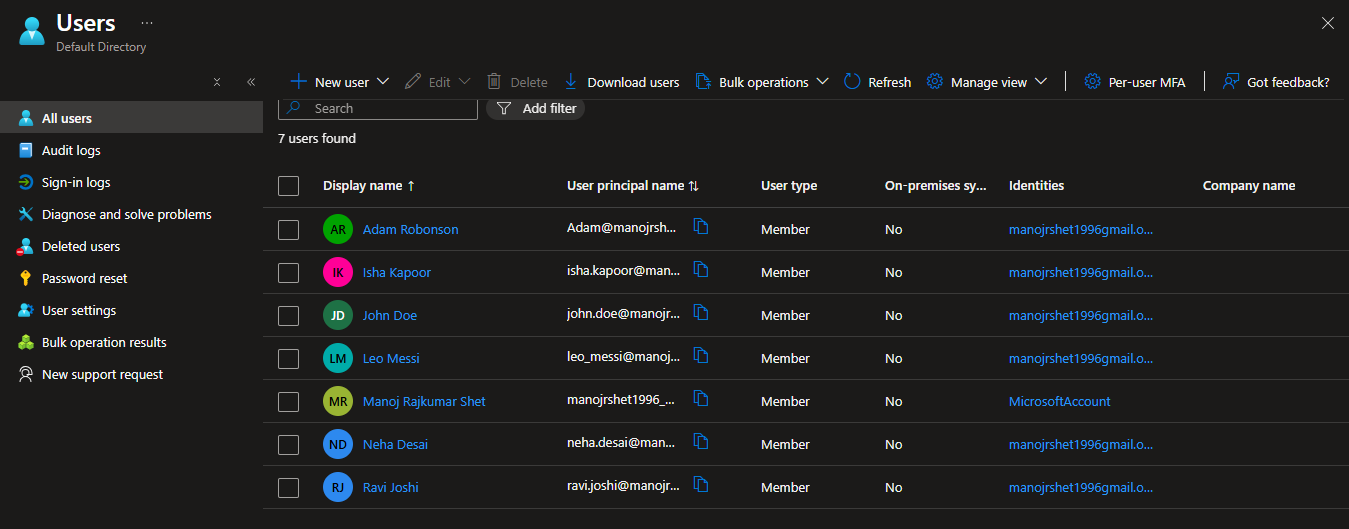 Users ...
Default Directory
New user Edit Delete Download users Bulk operations Refresh Manage view Per-user MFA Got feedback?
All users
Audit logs
Sign-in logs
Diagnose and solve problems
Deleted users
Password reset
User settings
Bulk operation results
New support request
Search Add filter
7 users found
Display name ↑ User principal name ↑↓ User type On-premises sy... Identities Company name
AR Adam Robonson Adam@manojrsh... Member No manojrshet1996gmail.o...
IK Isha Kapoor isha.kapoor@man... Member No manojrshet1996gmail.o...
JD John Doe john.doe@manojr... Member No manojrshet1996gmail.o...
LM Leo Messi leo_messi@manoj... Member No manojrshet1996gmail.o...
MR Manoj Rajkumar Shet manojrshet1996_... Member No MicrosoftAccount
ND Neha Desai neha.desai@man... Member No manojrshet1996gmail.o...
RJ Ravi Joshi ravi.joshi@manojr... Member No manojrshet1996gmail.o...